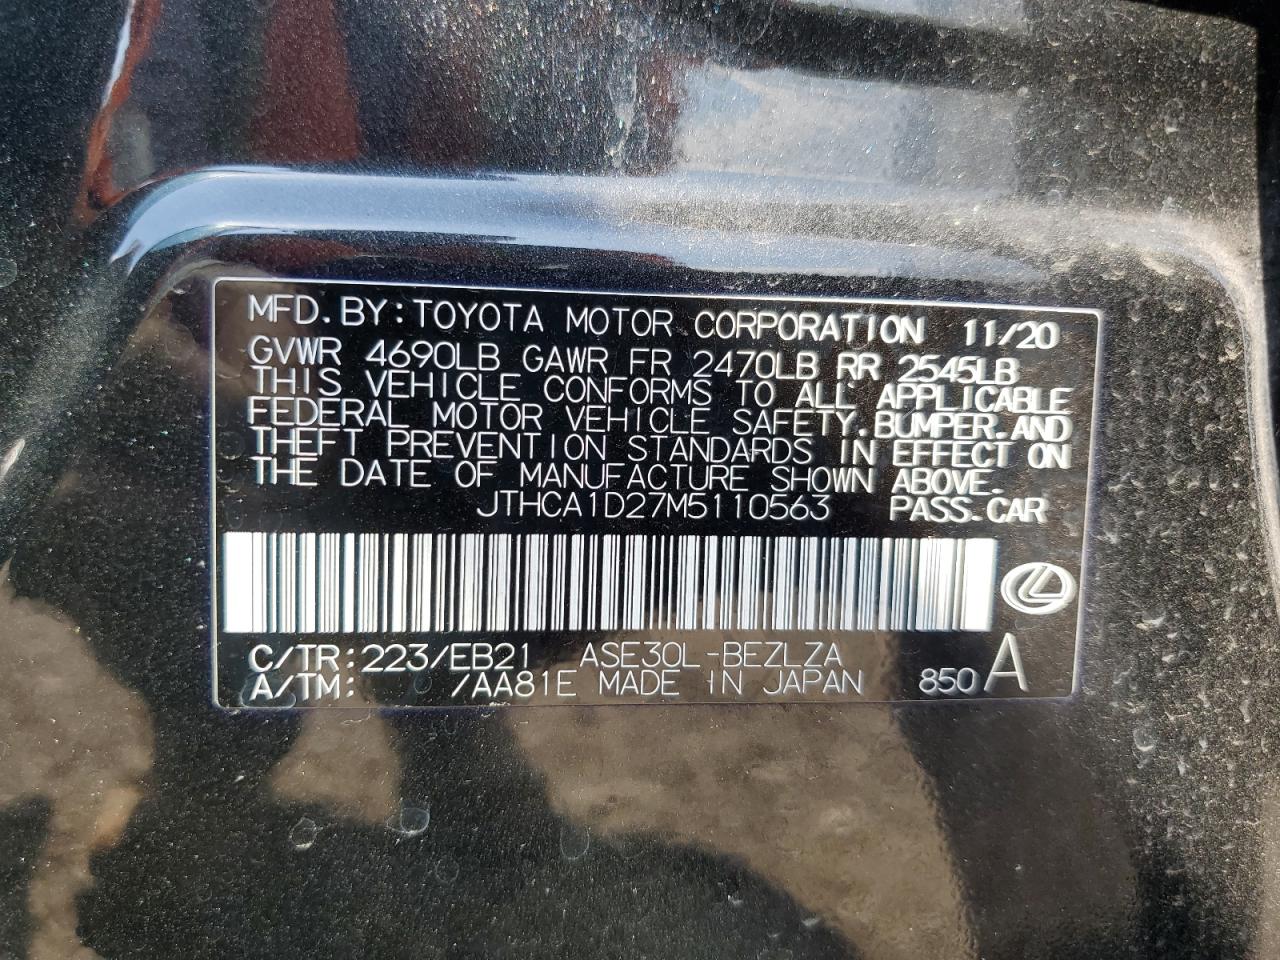 MFD.BY:TOYOTA MOTOR CORPORATION 11/20
GVWR 4690LB GAWR FR 2470LB RR 2545LB
THIS VEHICLE CONFORMS TO ALL APPLICABLE
FEDERAL MOTOR VEHICLE SAFETY,BUMPER,AND
THEFT PREVENTION STANDARDS IN EFFECT ON
THE DATE OF MANUFACTURE SHOWN ABOVE.
JTHCA1D27M5110563 PASS.CAR
C/TR:223/EB21 ASE30L-BEZLZA
A/TM: /AA81E MADE IN JAPAN 850 A